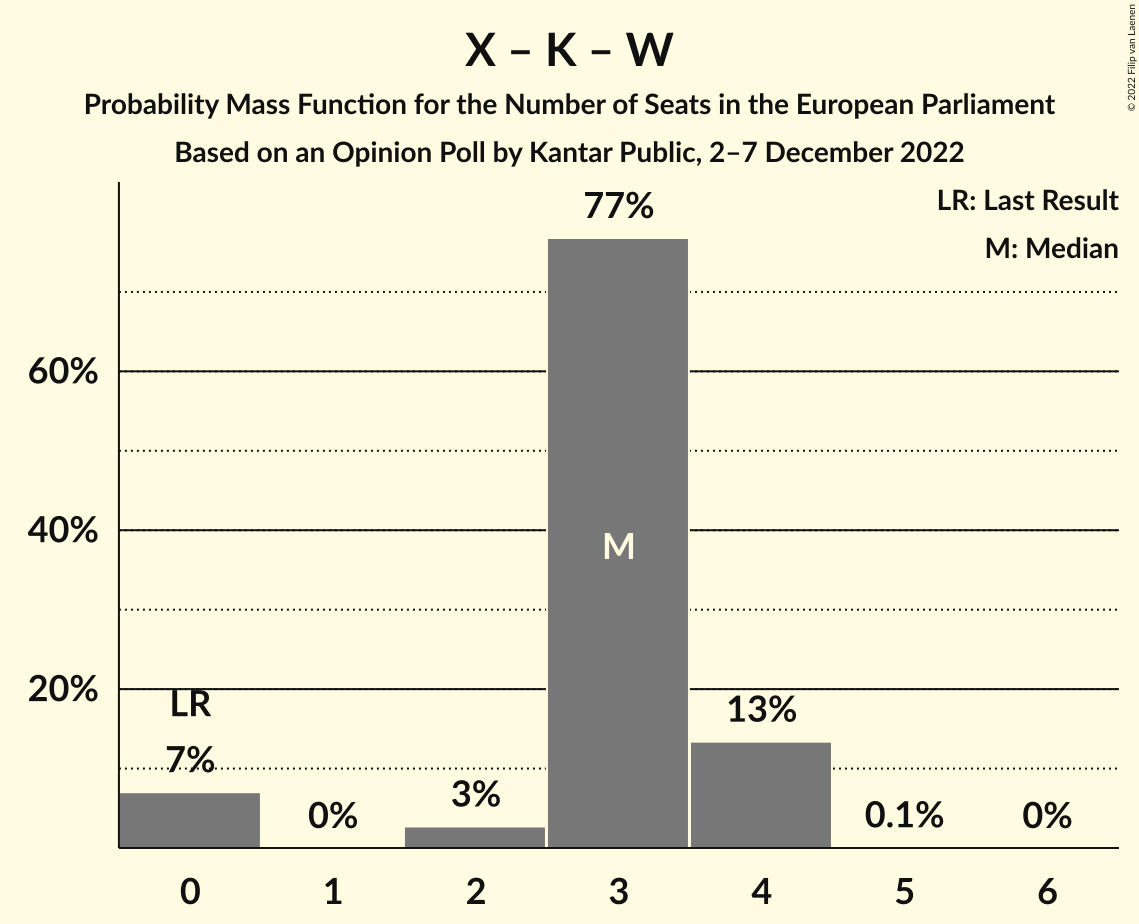 X – K – W
Probability Mass Function for the Number of Seats in the European Parliament
Based on an Opinion Poll by Kantar Public, 2–7 December 2022
© 2022 Filip van Laenen
LR: Last Result
M: Median
77%
60%
40%
20%
M
LR
7%
0%
3%
13%
0.1%
0%
0 1 2 3 4 5 6